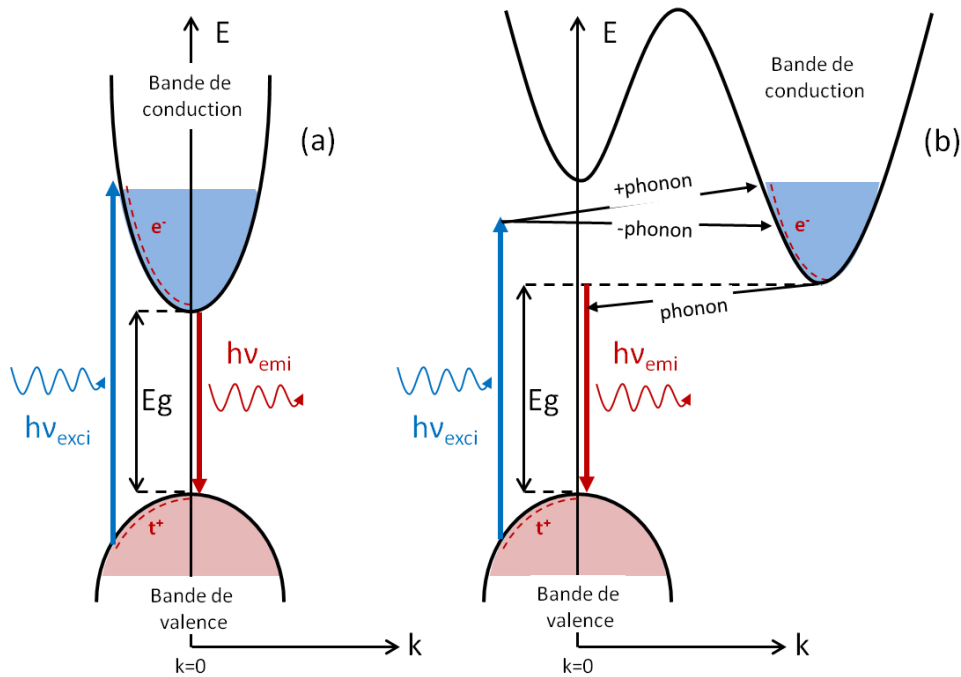 E
Bande de
conduction
(a)
e-
hνemi
Eg
hνexci
t+
Bande de
valence
k
k=0
E
Bande de
conduction
(b)
+phonon
-phonon
e-
phonon
hνemi
Eg
hνexci
t+
Bande de
valence
k
k=0